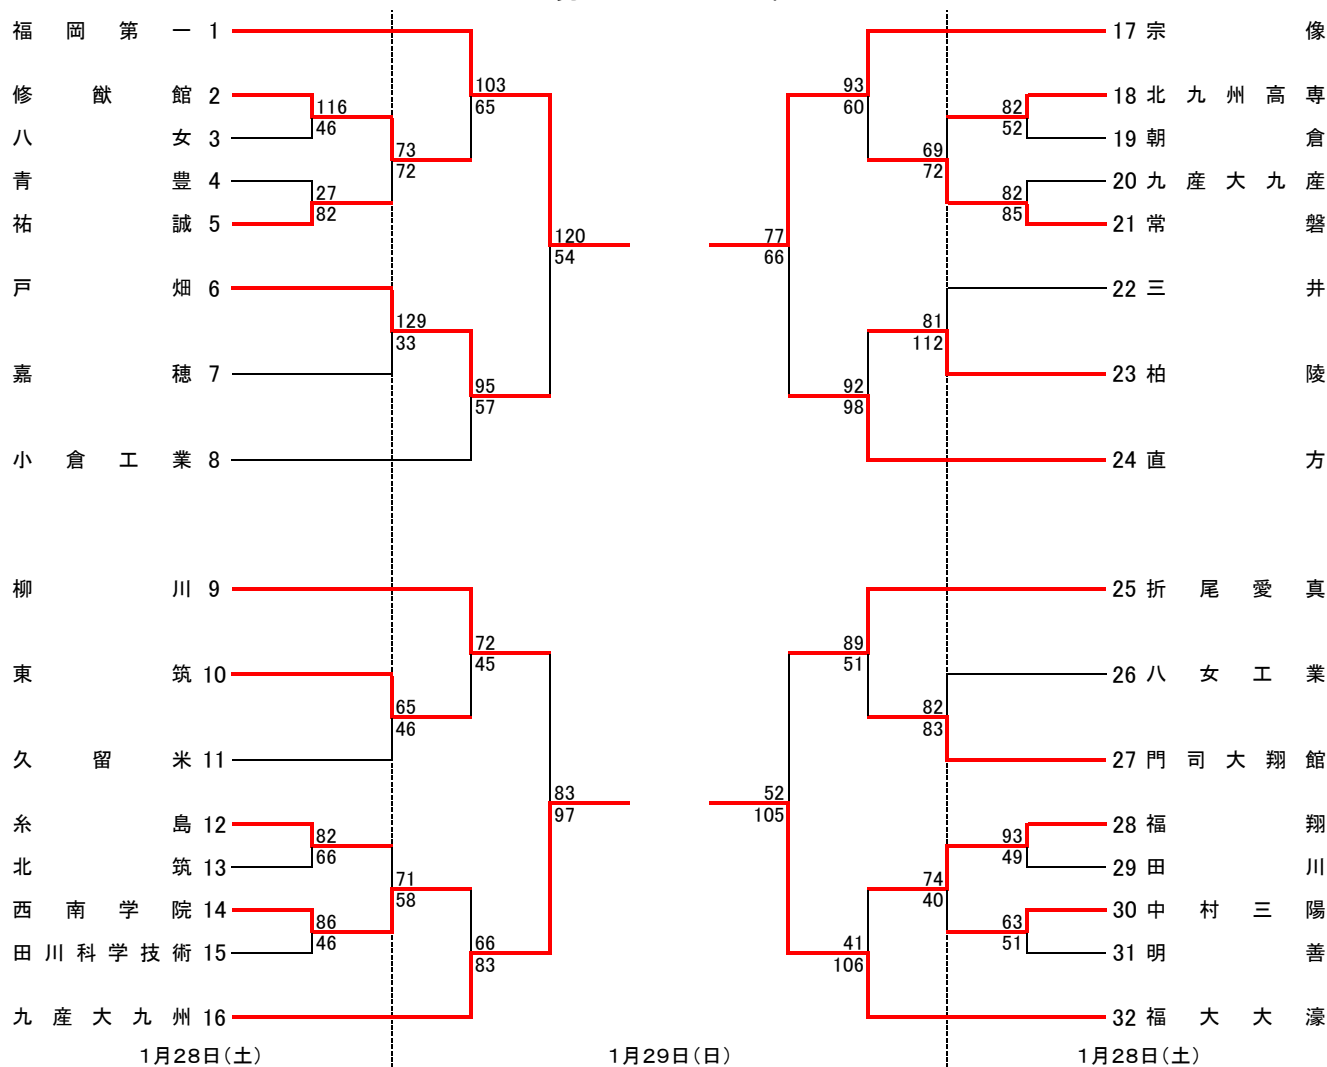 福岡第一 1
修猷館 2
116
46
八女 3
73
72
青豊 4
27
82
祐誠 5
103
65
戸畑 6
129
33
嘉穂 7
95
57
小倉工業 8
120
54
柳川 9
72
45
東筑 10
65
46
久留米 11
糸島 12
82
66
北筑 13
71
58
西南学院 14
86
46
田川科学技術 15
66
83
九産大九州 16
83
97
17 宗像
93
60
18 北九州高専
82
52
19 朝倉
69
72
20 九産大九産
82
85
21 常磐
77
66
22 三井
81
112
23 柏陵
92
98
24 直方
25 折尾愛真
89
51
26 八女工業
82
83
27 門司大翔館
52
105
28 福翔
93
49
29 田川
74
40
30 中村三陽
63
51
31 明善
41
106
32 福大大濠
1月28日(土)
1月29日(日)
1月28日(土)